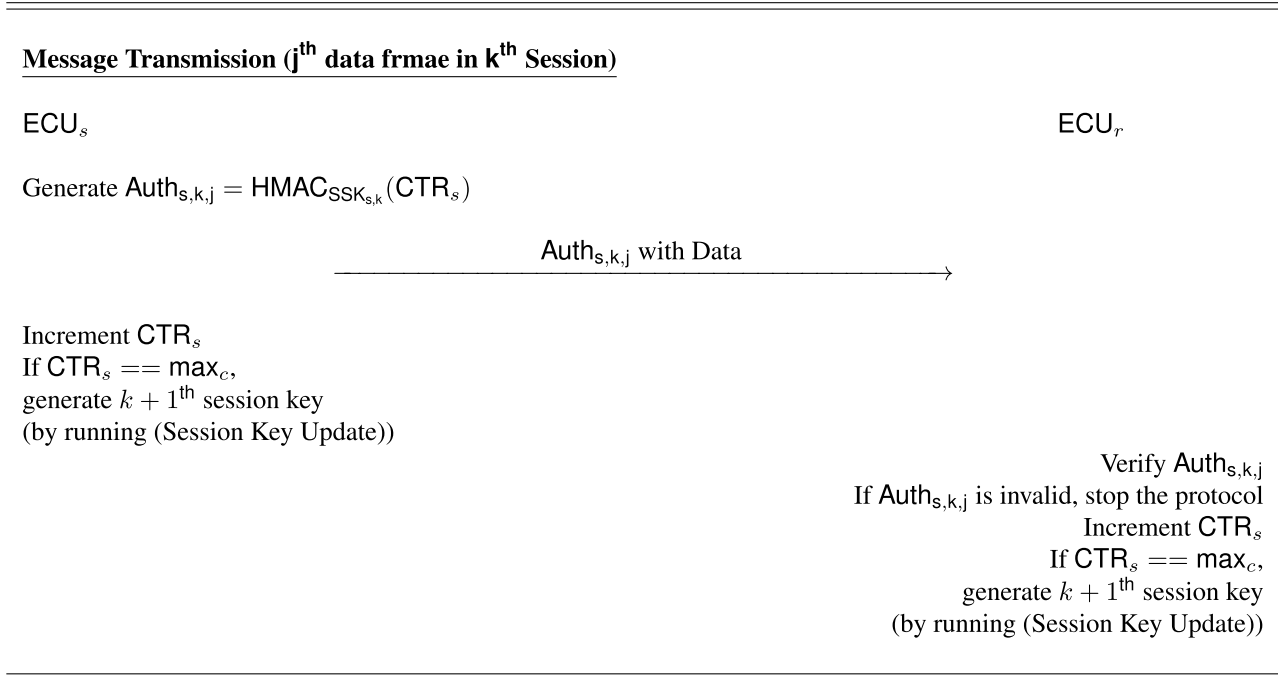 Message Transmission (j^th data frmae in k^th Session)
ECU_s ECU_r
Generate Auth_s,k,j = HMAC_SSK_s,k(CTR_s)
Auth_s,k,j with Data
Increment CTR_s
If CTR_s == max_c,
generate k + 1^th session key
(by running (Session Key Update))
Verify Auth_s,k,j
If Auth_s,k,j is invalid, stop the protocol
Increment CTR_s
If CTR_s == max_c,
generate k + 1^th session key
(by running (Session Key Update))